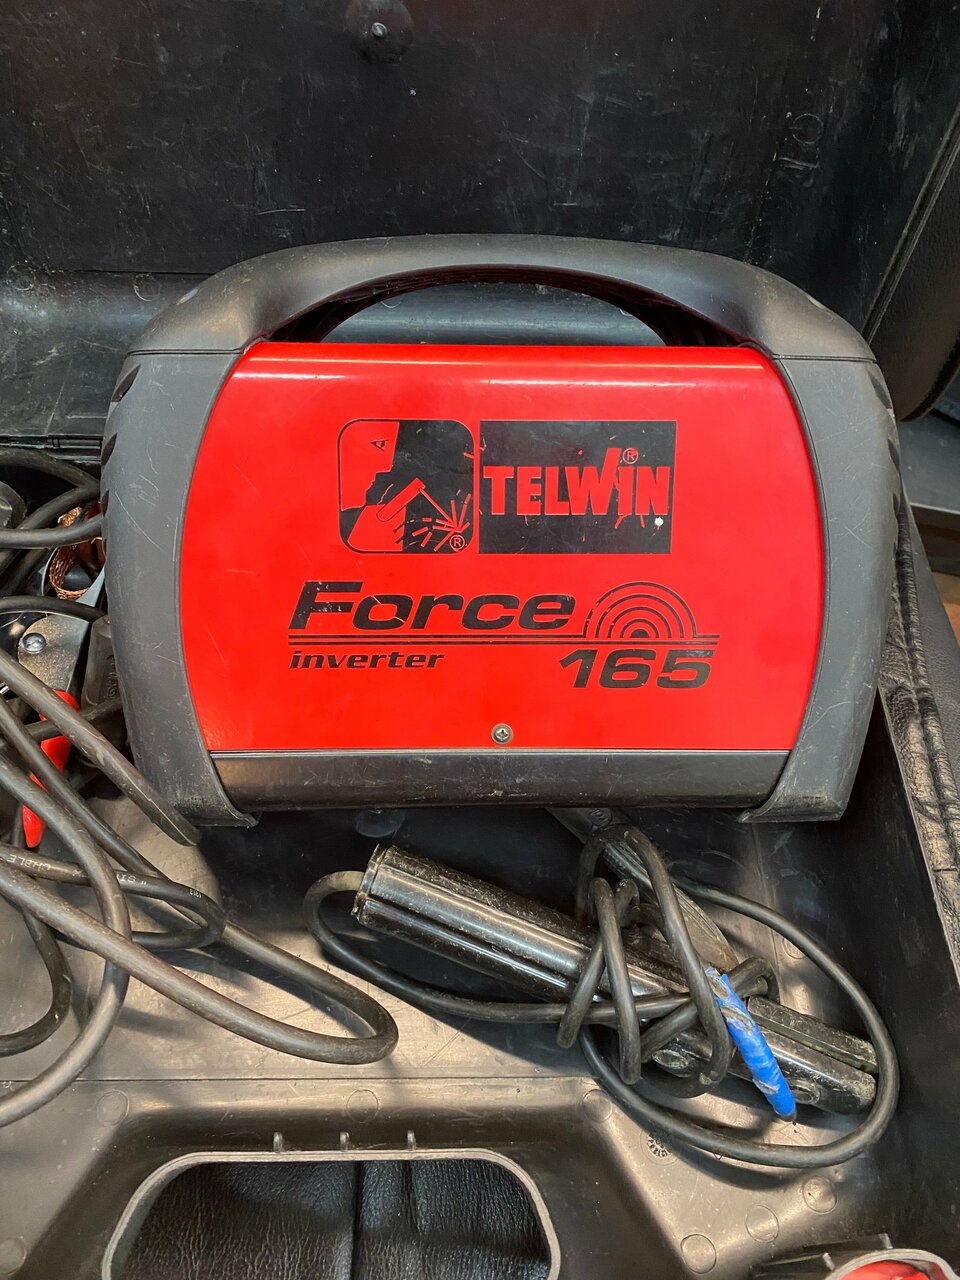 TELWIN®
®
Force
inverter
165